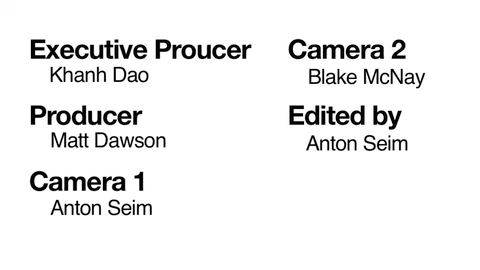 Executive Proucer
Khanh Dao
Producer
Matt Dawson
Camera 1
Anton Seim
Camera 2
Blake McNay
Edited by
Anton Seim